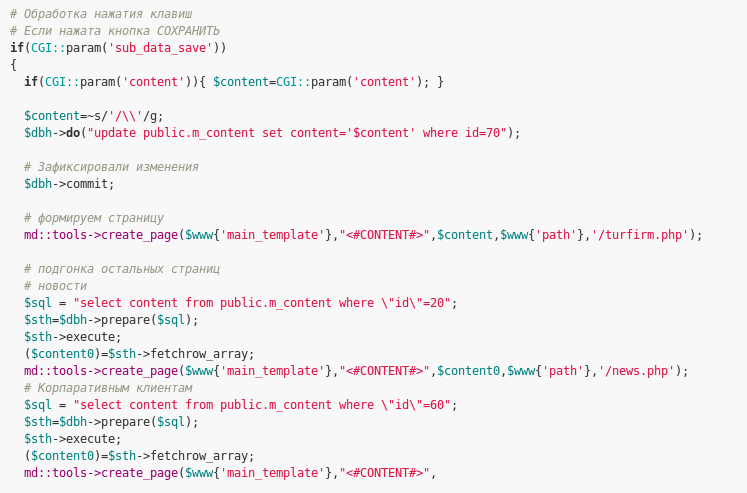 # Обработка нажатия клавиш
# Если нажата кнопка СОХРАНИТЬ
if(CGI::param('sub_data_save'))
{
  if(CGI::param('content')){ $content=CGI::param('content'); }
  $content=~s/'/\\'/g;
  $dbh->do("update public.m_content set content='$content' where id=70");
  # Зафиксировали изменения
  $dbh->commit;
  # формируем страницу
  md::tools->create_page($www{'main_template'},"<#CONTENT#>",$content,$www{'path'},'/turfirm.php');
  # подгонка остальных страниц
  # новости
  $sql = "select content from public.m_content where \"id\"=20";
  $sth=$dbh->prepare($sql);
  $sth->execute;
  ($content0)=$sth->fetchrow_array;
  md::tools->create_page($www{'main_template'},"<#CONTENT#>",$content0,$www{'path'},'/news.php');
  # Корпаративным клиентам
  $sql = "select content from public.m_content where \"id\"=60";
  $sth=$dbh->prepare($sql);
  $sth->execute;
  ($content0)=$sth->fetchrow_array;
  md::tools->create_page($www{'main_template'},"<#CONTENT#>",